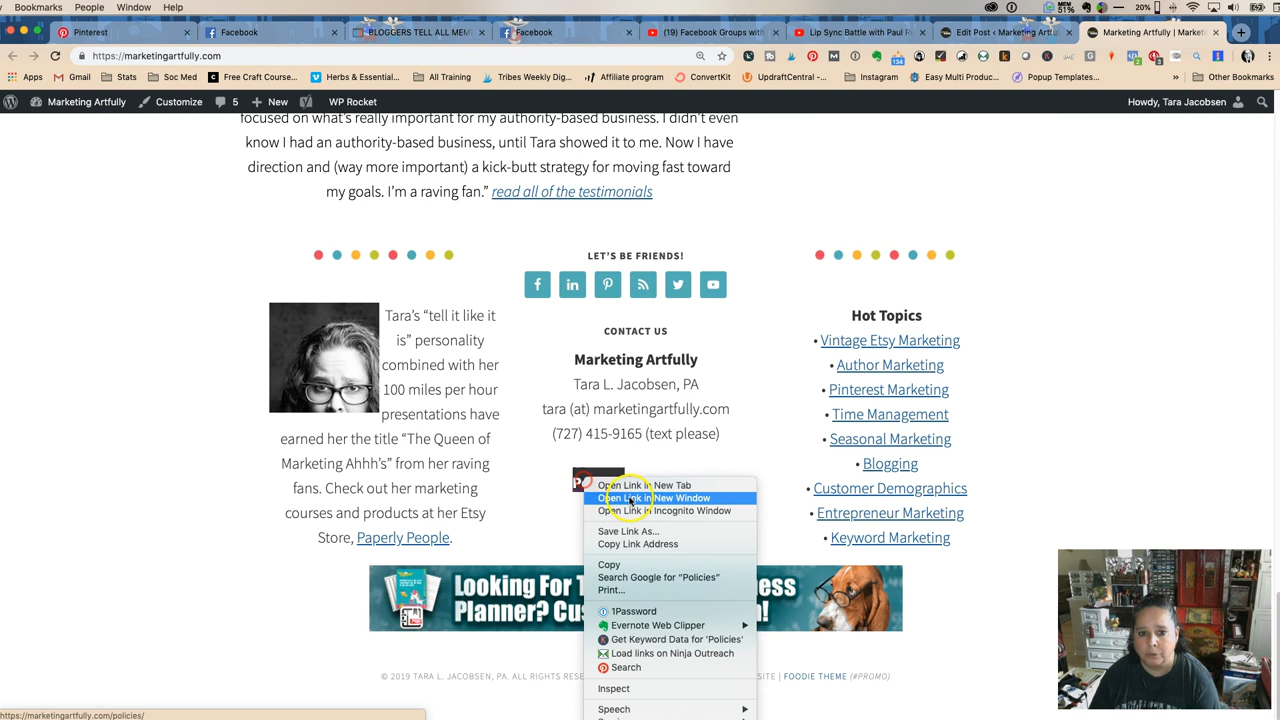 Bookmarks People Window Help
51% 20%
Pinterest Facebook BLOGGERS TELL ALL MEM Facebook (19) Facebook Groups with Lip Sync Battle with Paul R Edit Post ‹ Marketing Artful Marketing Artfully | Market
https://marketingartfully.com
Apps Gmail Stats Soc Med Free Craft Course... Herbs & Essential... All Training Tribes Weekly Dig... Affiliate program ConvertKit UpdraftCentral -... Instagram Easy Multi Produc... Popup Templates... » Other Bookmarks
Marketing Artfully Customize 5 + New WP Rocket Howdy, Tara Jacobsen
focused on what's really important for my authority-based business. I didn't even
know I had an authority-based business, until Tara showed it to me. Now I have
direction and (way more important) a kick-butt strategy for moving fast toward
my goals. I'm a raving fan." read all of the testimonials
Tara's "tell it like it
is" personality
combined with her
100 miles per hour
presentations have
earned her the title "The Queen of
Marketing Ahhh's" from her raving
fans. Check out her marketing
courses and products at her Etsy
Store, Paperly People.
LET'S BE FRIENDS!
CONTACT US
Marketing Artfully
Tara L. Jacobsen, PA
tara (at) marketingartfully.com
(727) 415-9165 (text please)
Open Link in New Tab
Open Link in New Window
Open Link in Incognito Window
Save Link As...
Copy Link Address
Copy
Search Google for "Policies"
Print...
1Password
Evernote Web Clipper
Get Keyword Data for 'Policies'
Load links on Ninja Outreach
Search
Inspect
Speech
Hot Topics
• Vintage Etsy Marketing
• Author Marketing
• Pinterest Marketing
• Time Management
• Seasonal Marketing
• Blogging
• Customer Demographics
• Entrepreneur Marketing
• Keyword Marketing
Looking For
Planner?
© 2019 TARA L. JACOBSEN, PA. ALL RIGHTS | FOODIE THEME (#PROMO)
https://marketingartfully.com/policies/